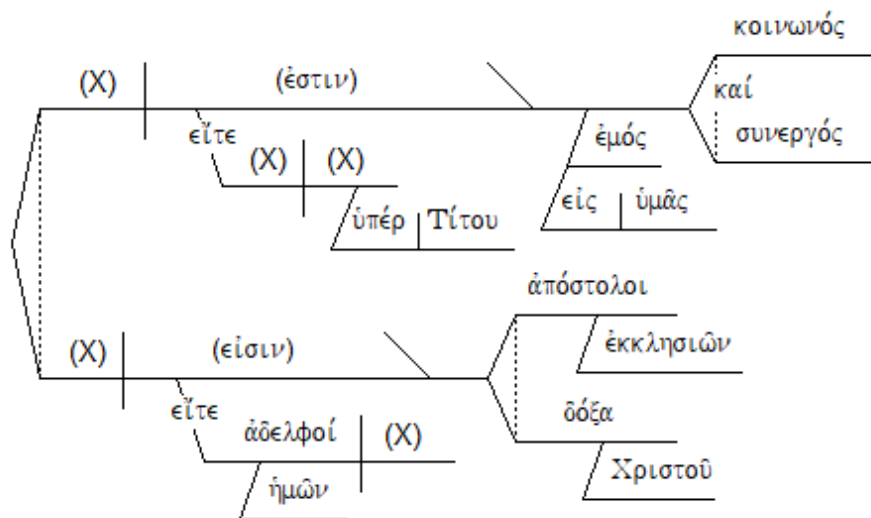 κοινωνός
(X) (ἐστιν) καί
εἴτε ἐμός συνεργός
(X) (X)
εἰς ὑμᾶς
ὑπέρ Τίτου
ἀπόστολοι
(X) (εἰσιν) ἐκκλησιῶν
εἴτε δόξα
ἀδελφοί (X)
Χριστοῦ
ἡμῶν